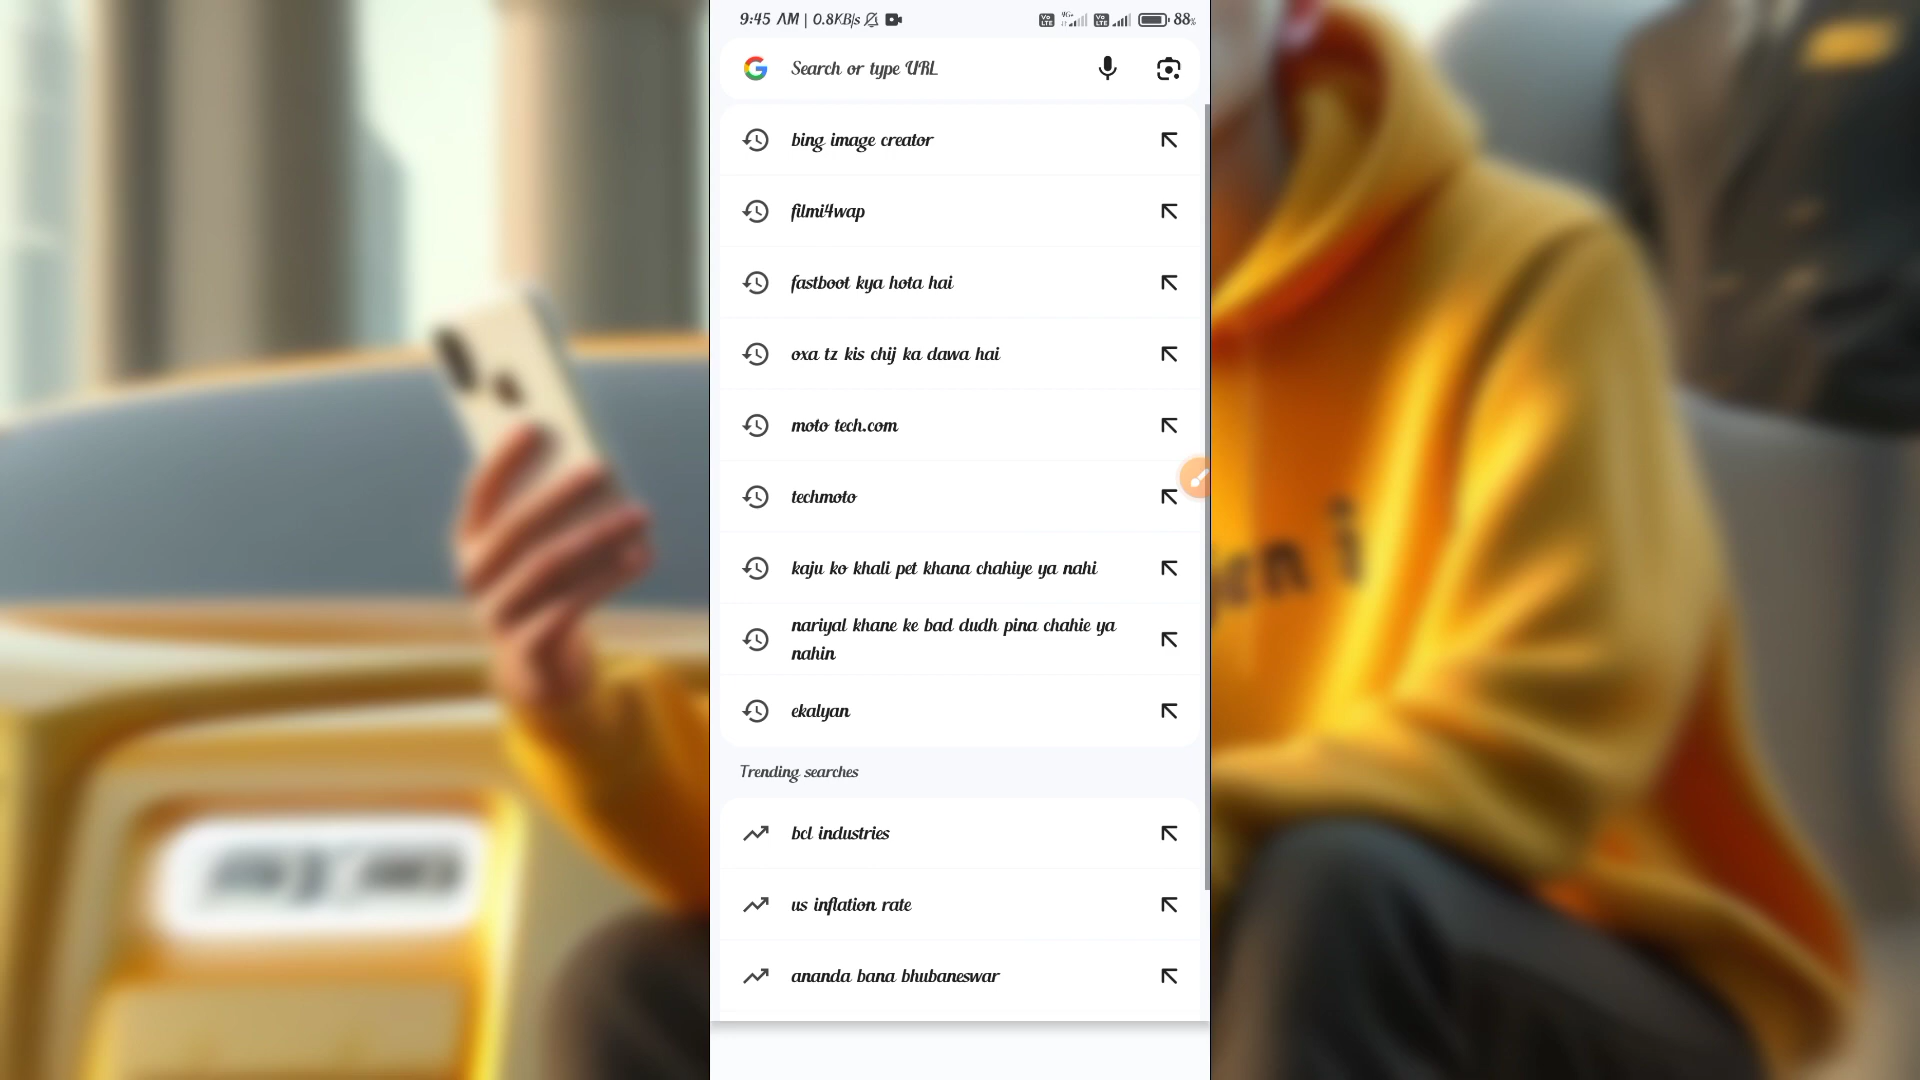 9:45 AM | 0.8KB/s 88%
Search or type URL
bing image creator
filmi4wap
fastboot kya hota hai
oxa tz kis chij ka dawa hai
moto tech.com
techmoto
kaju ko khali pet khana chahiye ya nahi
nariyal khane ke bad dudh pina chahie ya
nahin
ekalyan
Trending searches
bcl industries
us inflation rate
ananda bana bhubaneswar